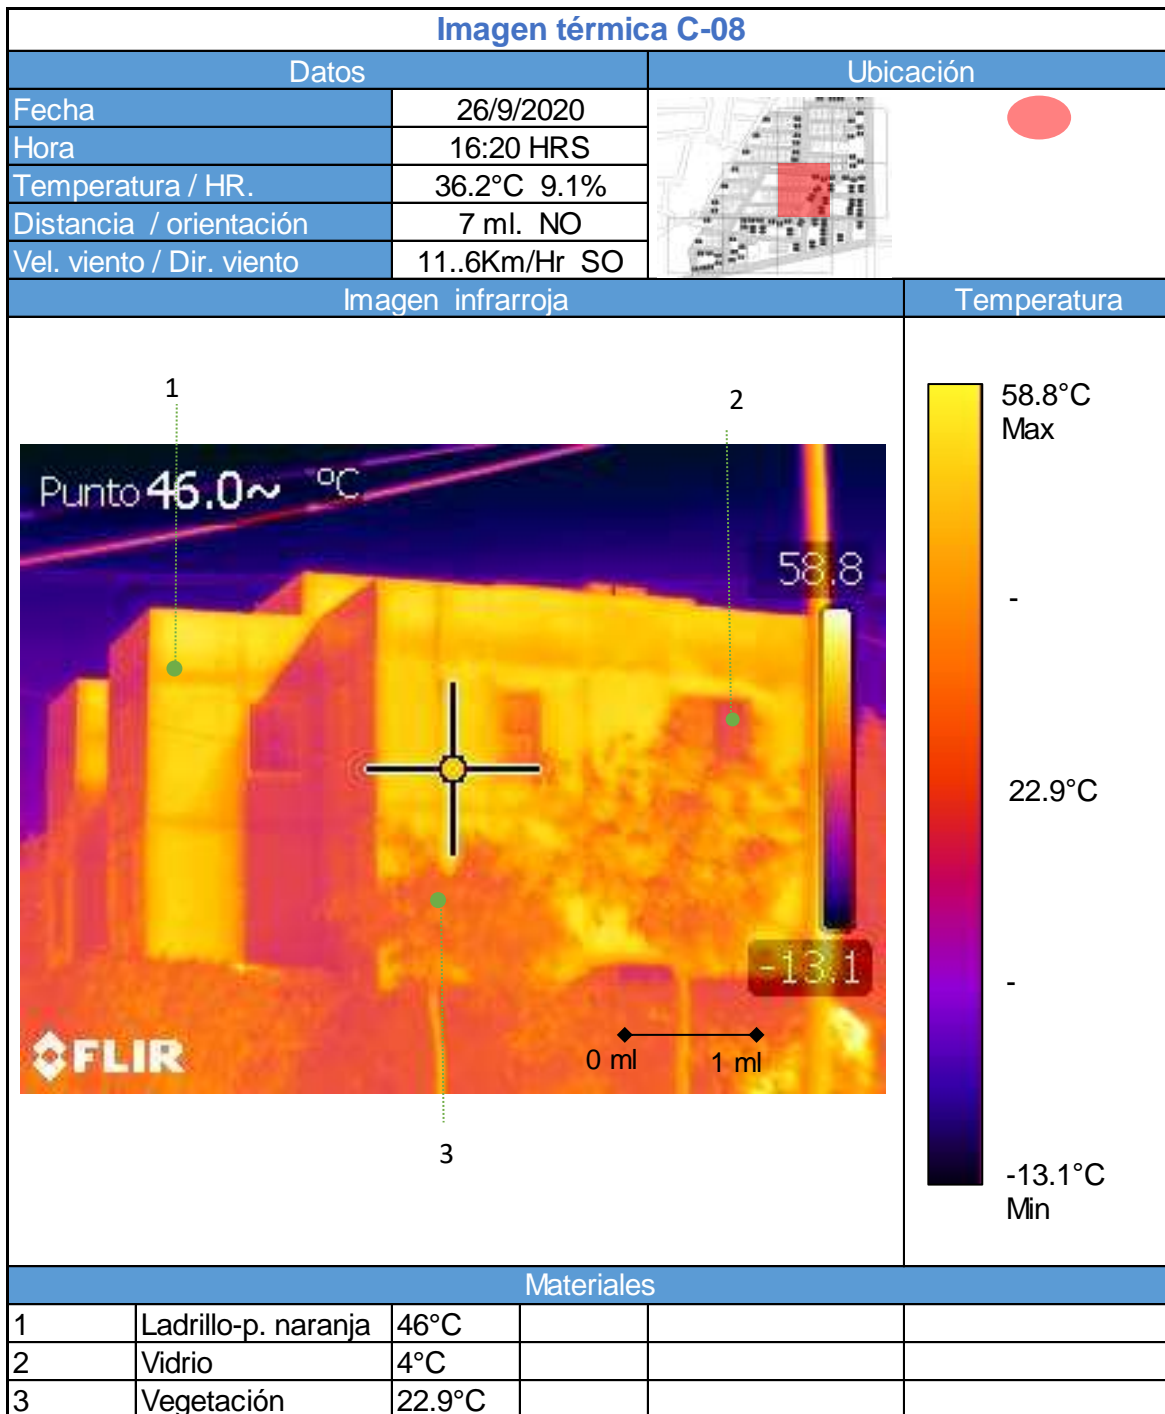 Imagen térmica C-08
Datos
Ubicación
Fecha 26/9/2020
Hora 16:20 HRS
Temperatura / HR. 36.2°C 9.1%
Distancia / orientación 7 ml. NO
Vel. viento / Dir. viento 11..6Km/Hr SO
Imagen infrarroja
Temperatura
1
2
Punto 46.0~ °C
58.8
-13.1
FLIR
0 ml 1 ml
3
58.8°C
Max
-
22.9°C
-
-13.1°C
Min
Materiales
1 Ladrillo-p. naranja 46°C
2 Vidrio 4°C
3 Vegetación 22.9°C